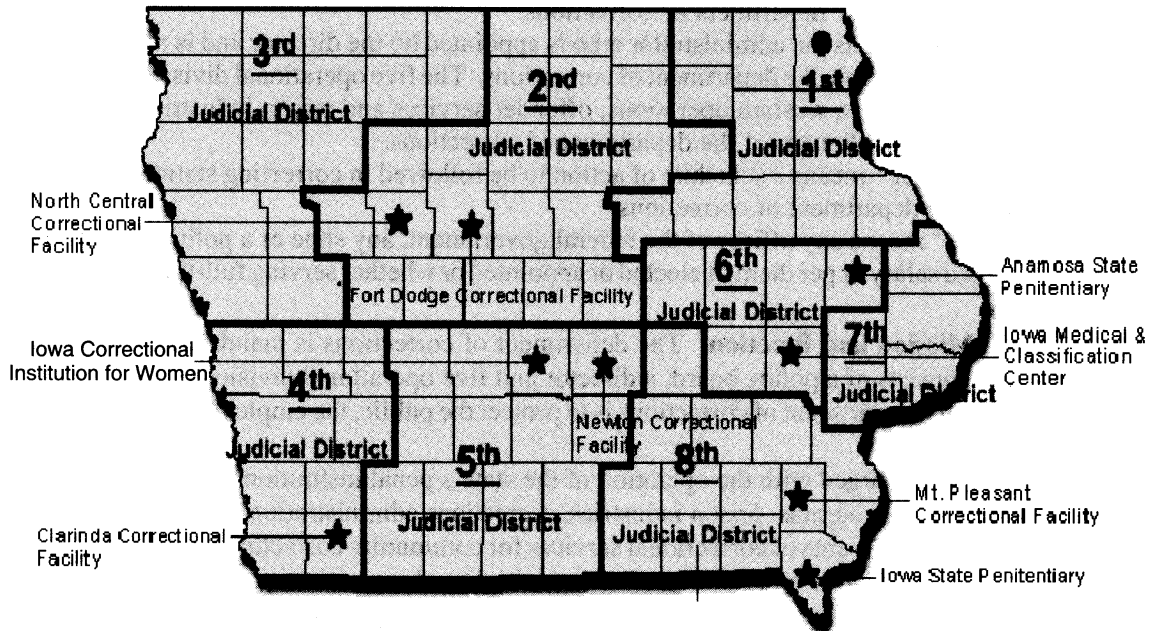 3rd
Judicial District
2nd
Judicial District
1st
Judicial District
North Central
Correctional
Facility
Fort Dodge Correctional Facility
6th
Judicial District
Anamosa State
Penitentiary
7th
Judicial District
Iowa Medical &
Classification
Center
Iowa Correctional
Institution for Women
4th
Judicial District
Newton Correctional
Facility
5th
Judicial District
8th
Judicial District
Mt. Pleasant
Correctional Facility
Clarinda Correctional
Facility
Iowa State Penitentiary